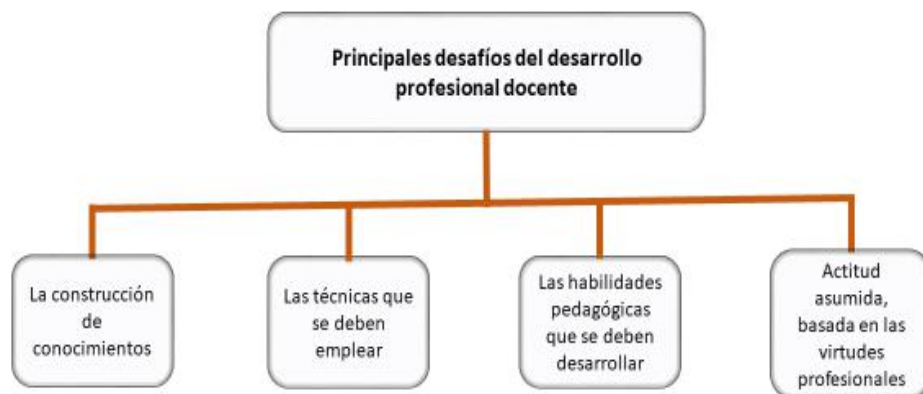 Principales desafíos del desarrollo
profesional docente
La construcción
de
conocimientos
Las técnicas que
se deben
emplear
Las habilidades
pedagógicas
que se deben
desarrollar
Actitud
asumida,
basada en las
virtudes
profesionales